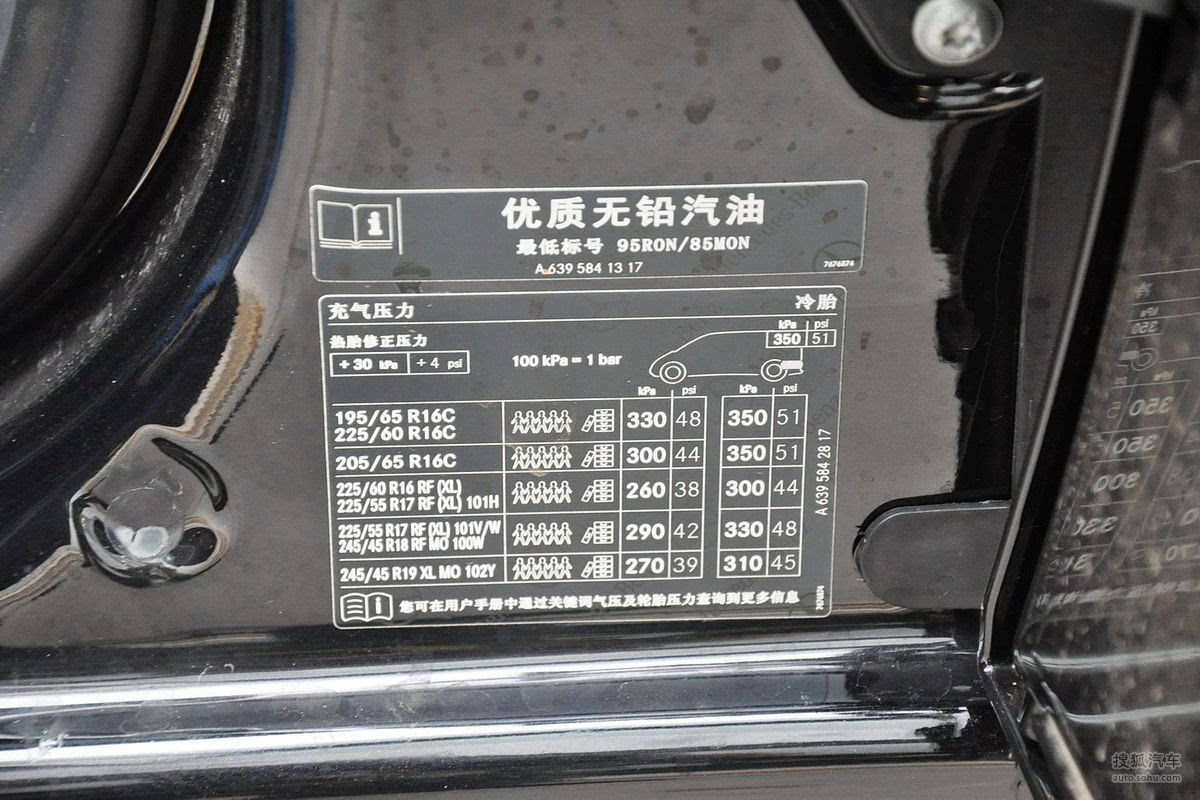 优质无铅汽油
最低标号 95RON/85MON
A 639 584 13 17
7676874
充气压力 冷胎
热胎修正压力
+30 kPa +4 psi
100 kPa = 1 bar
kPa psi
350 51
kPa psi kPa psi
195/65 R16C
225/60 R16C
330 48 350 51
205/65 R16C 300 44 350 51
225/60 R16 RF (XL)
225/55 R17 RF (XL) 101H
260 38 300 44
225/55 R17 RF (XL) 101V/W
245/45 R18 RF MO 100W
290 42 330 48
245/45 R19 XL MO 102Y 270 39 310 45
您可在用户手册中通过关键词气压及轮胎压力查询到更多信息
A 639 584 28 17
搜狐汽车
auto.sohu.com